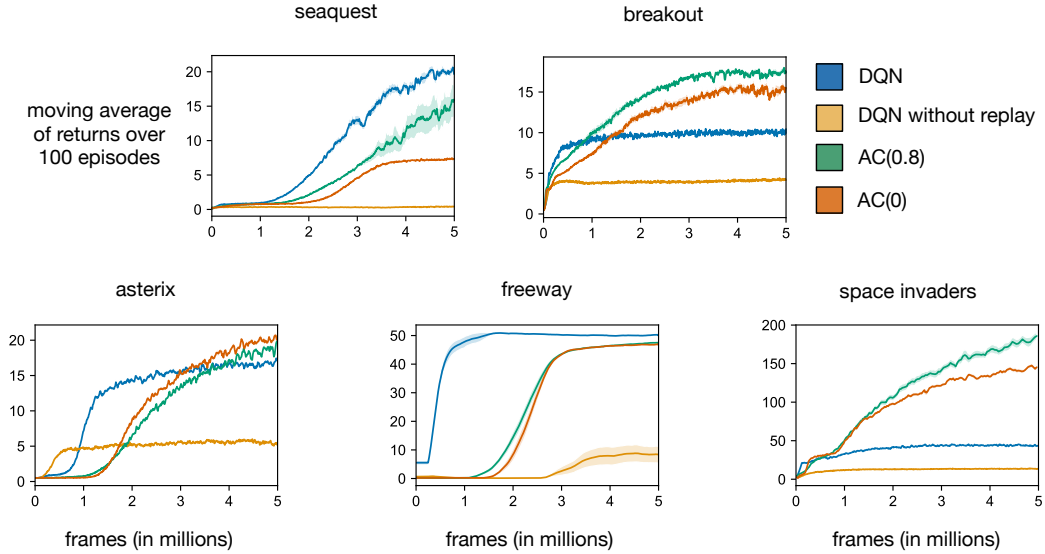 seaquest
breakout
moving average
of returns over
100 episodes
20
15
10
5
0
0 1 2 3 4 5
15
10
5
0
0 1 2 3 4 5
DQN
DQN without replay
AC(0.8)
AC(0)
asterix
freeway
space invaders
20
15
10
5
0
0 1 2 3 4 5
50
40
30
20
10
0
0 1 2 3 4 5
200
150
100
50
0
0 1 2 3 4 5
frames (in millions)
frames (in millions)
frames (in millions)